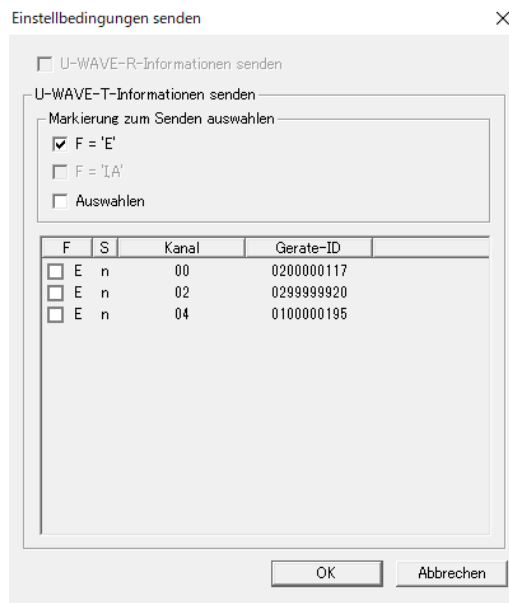 Einstellbedingungen senden
U-WAVE-R-Informationen senden
U-WAVE-T-Informationen senden
Markierung zum Senden auswahlen
F = 'E'
F = 'I,A'
Auswahlen
F S Kanal Gerate-ID
E n 00 0200000117
E n 02 0299999920
E n 04 0100000195
OK Abbrechen